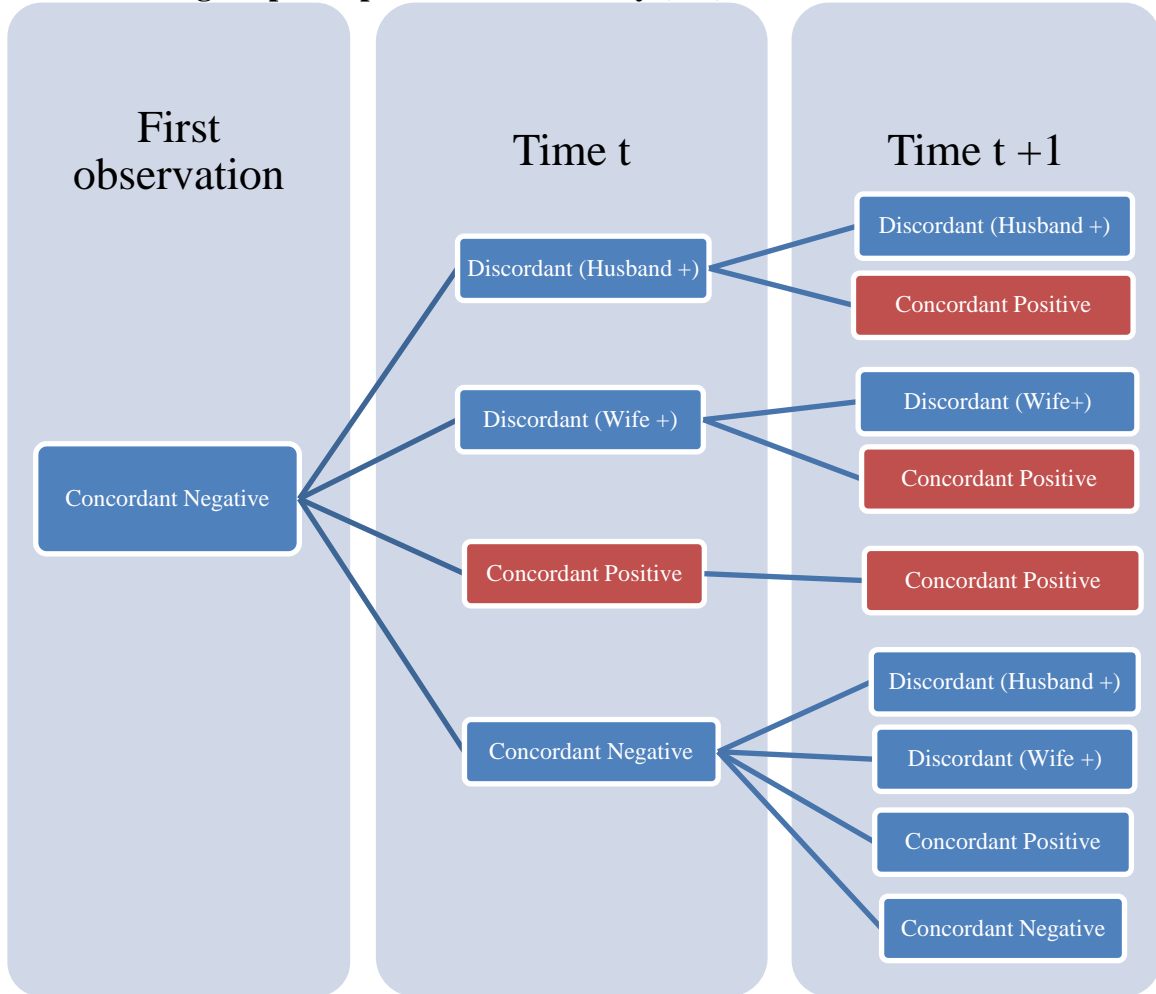 First
observation
Time t
Time t +1
Concordant Negative
Discordant (Husband +)
Discordant (Wife +)
Concordant Positive
Concordant Negative
Discordant (Husband +)
Concordant Positive
Discordant (Wife+)
Concordant Positive
Concordant Positive
Discordant (Husband +)
Discordant (Wife +)
Concordant Positive
Concordant Negative